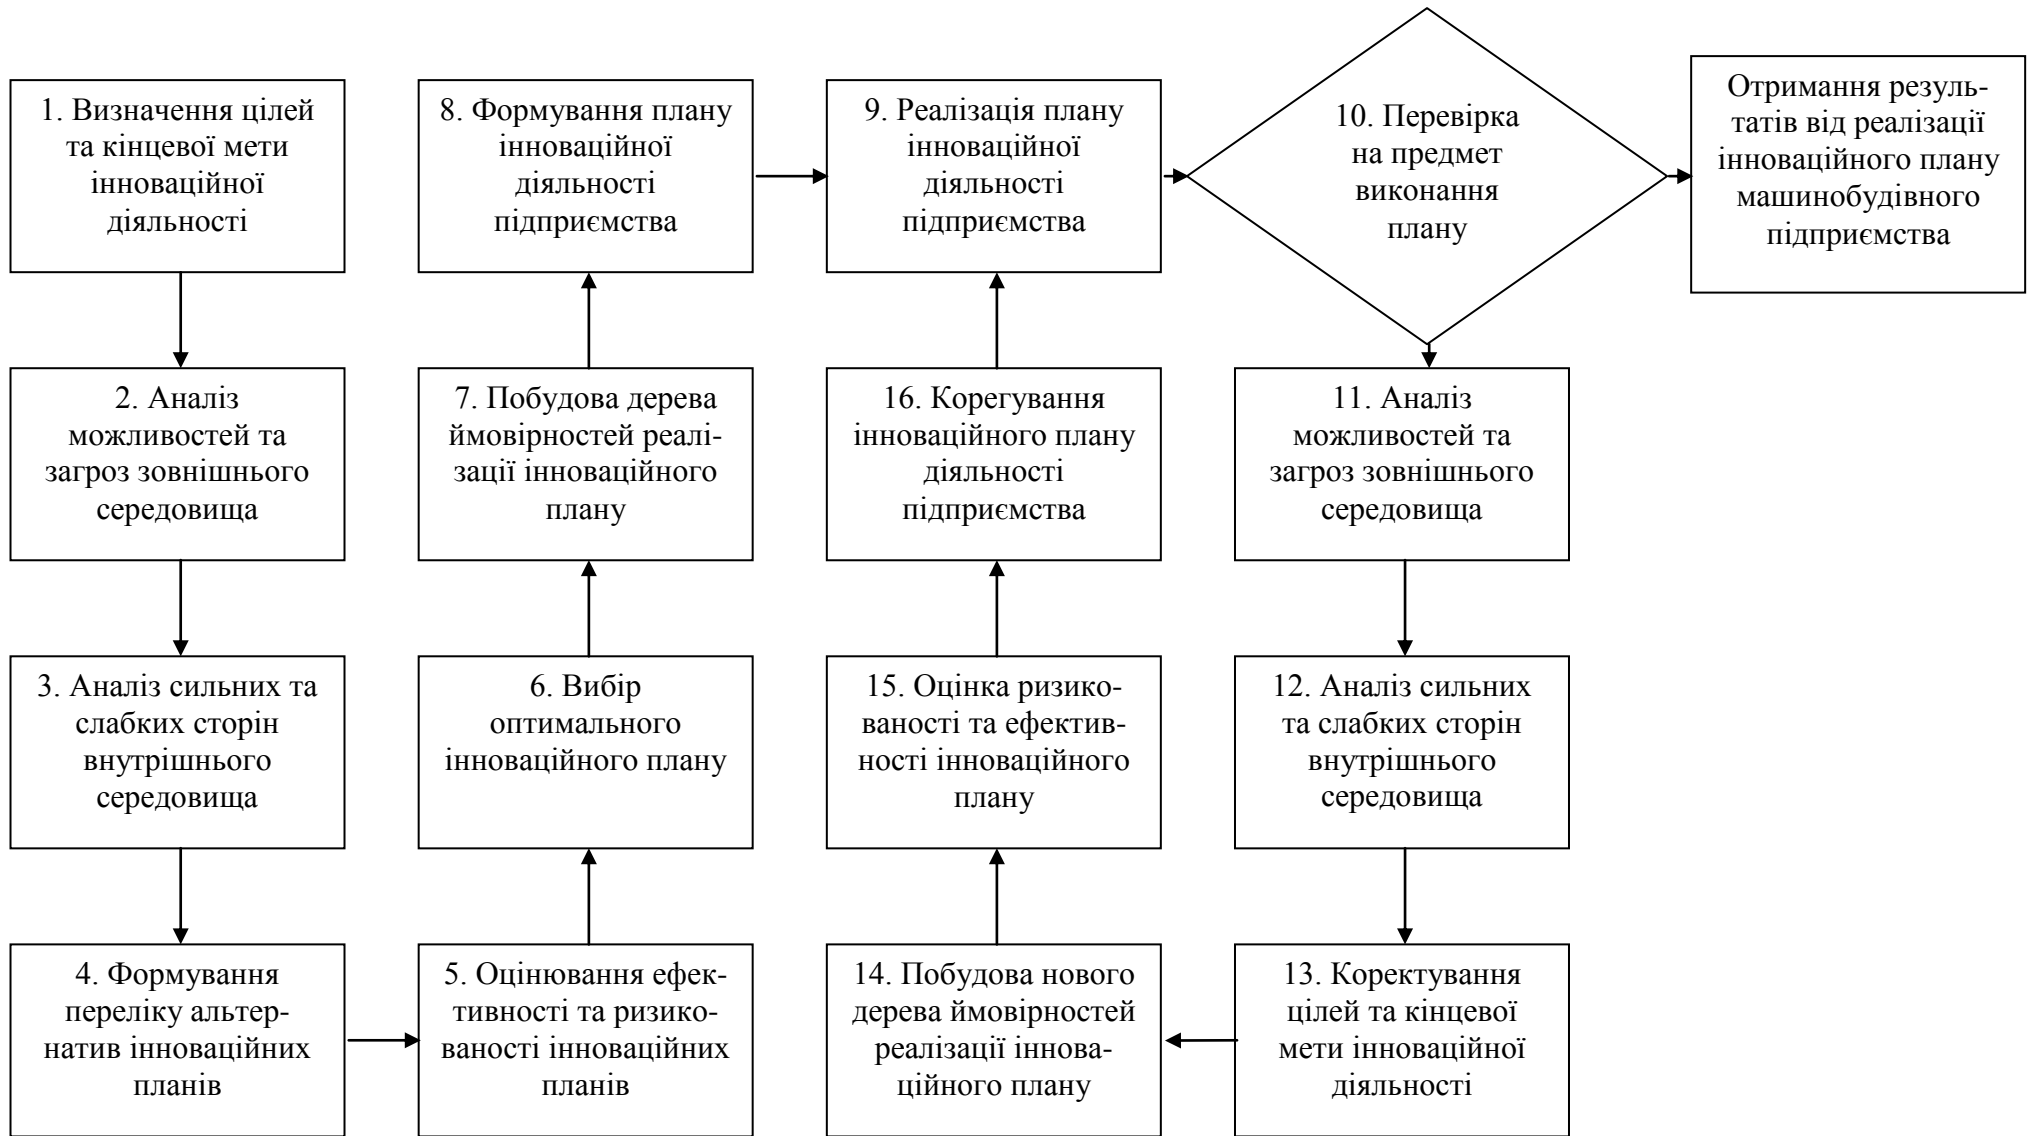 1. Визначення цілей
та кінцевої мети
інноваційної
діяльності
8. Формування плану
інноваційної
діяльності
підприємства
9. Реалізація плану
інноваційної
діяльності
підприємства
10. Перевірка
на предмет
виконання
плану
Отримання резуль-
татів від реалізації
інноваційного плану
машинобудівного
підприємства
2. Аналіз
можливостей та
загроз зовнішнього
середовища
7. Побудова дерева
ймовірностей реалі-
зації інноваційного
плану
16. Корегування
інноваційного плану
діяльності
підприємства
11. Аналіз
можливостей та
загроз зовнішнього
середовища
3. Аналіз сильних та
слабких сторін
внутрішнього
середовища
6. Вибір
оптимального
інноваційного плану
15. Оцінка ризико-
ваності та ефектив-
ності інноваційного
плану
12. Аналіз сильних
та слабких сторін
внутрішнього
середовища
4. Формування
переліку альтер-
натив інноваційних
планів
5. Оцінювання ефек-
тивності та ризико-
ваності інноваційних
планів
14. Побудова нового
дерева ймовірностей
реалізації іннова-
ційного плану
13. Коректування
цілей та кінцевої
мети інноваційної
діяльності